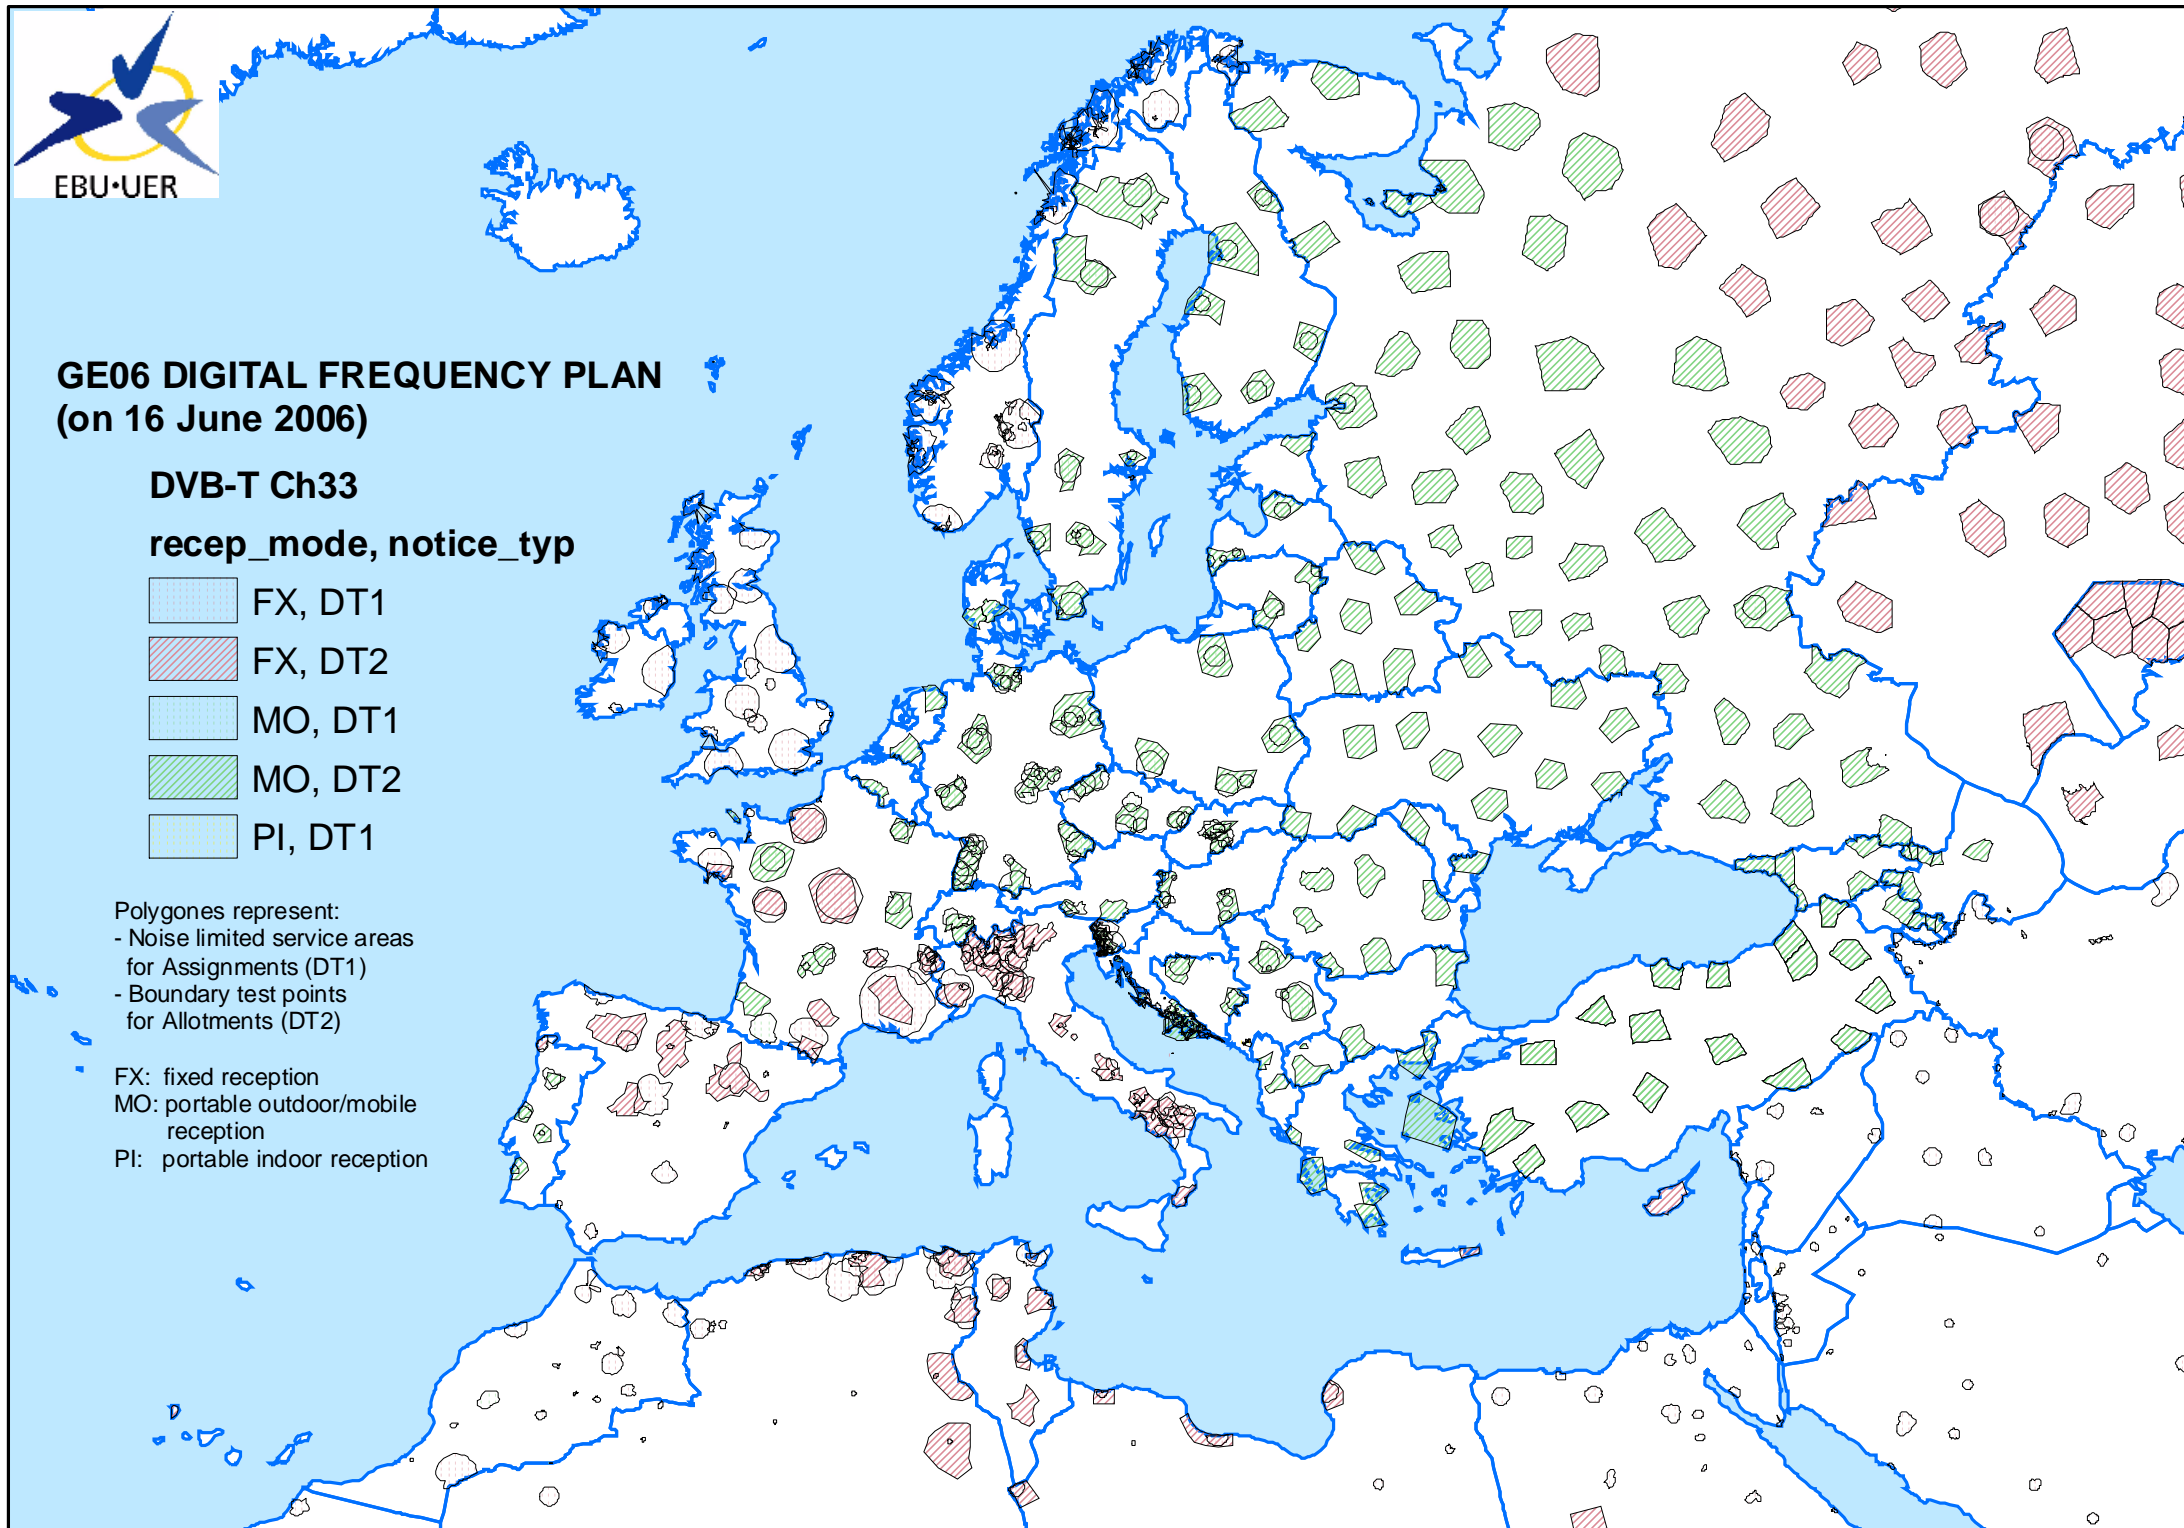 EBU•UER
GE06 DIGITAL FREQUENCY PLAN
(on 16 June 2006)
DVB-T Ch33
recep_mode, notice_typ
FX, DT1
FX, DT2
MO, DT1
MO, DT2
PI, DT1
Polygones represent:
- Noise limited service areas
for Assignments (DT1)
- Boundary test points
for Allotments (DT2)
FX: fixed reception
MO: portable outdoor/mobile
reception
PI: portable indoor reception